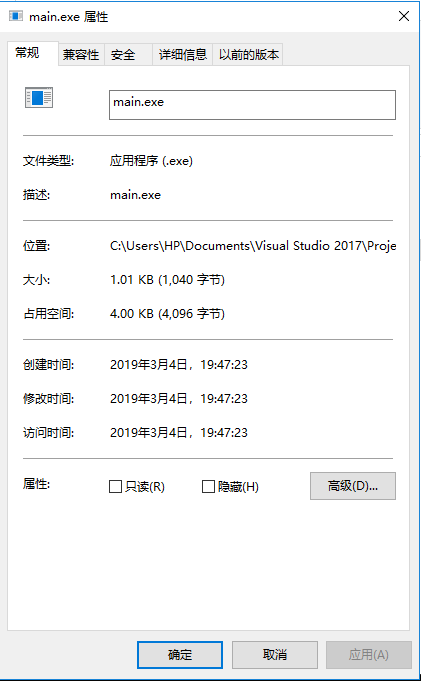 main.exe 属性
常规 兼容性 安全 详细信息 以前的版本
main.exe
文件类型: 应用程序 (.exe)
描述: main.exe
位置: C:\Users\HP\Documents\Visual Studio 2017\Proje
大小: 1.01 KB (1,040 字节)
占用空间: 4.00 KB (4,096 字节)
创建时间: 2019年3月4日，19:47:23
修改时间: 2019年3月4日，19:47:23
访问时间: 2019年3月4日，19:47:23
属性: 只读(R) 隐藏(H) 高级(D)...
确定 取消 应用(A)